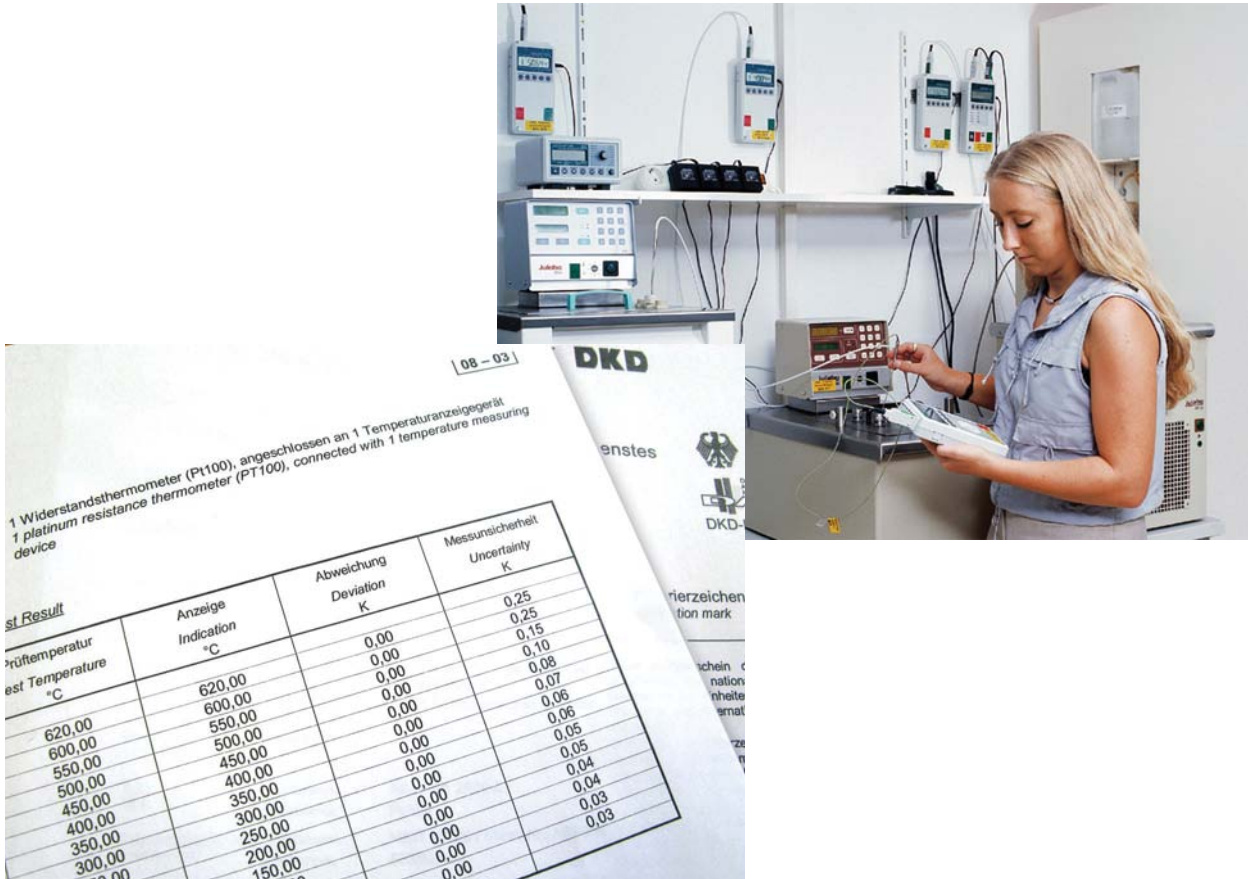 08 – 03
1 Widerstandsthermometer (Pt100), angeschlossen an 1 Temperaturanzeigegerät
1 platinum resistance thermometer (PT100), connected with 1 temperature measuring
device
st Result
Prüftemperatur Anzeige Abweichung Messunsicherheit
est Temperature Indication Deviation Uncertainty
°C °C K K
620,00 620,00 0,00 0,25
600,00 600,00 0,00 0,25
550,00 550,00 0,00 0,15
500,00 500,00 0,00 0,10
450,00 450,00 0,00 0,08
400,00 400,00 0,00 0,07
350,00 350,00 0,00 0,06
300,00 300,00 0,00 0,06
250,00 0,00 0,05
200,00 0,00 0,05
150,00 0,00 0,04
0,00 0,04
0,03
DKD
enstes
DKD-
rierzeichen
tion mark
schein
nation
nheite
ernati
Julabo
Julabo
Julabo